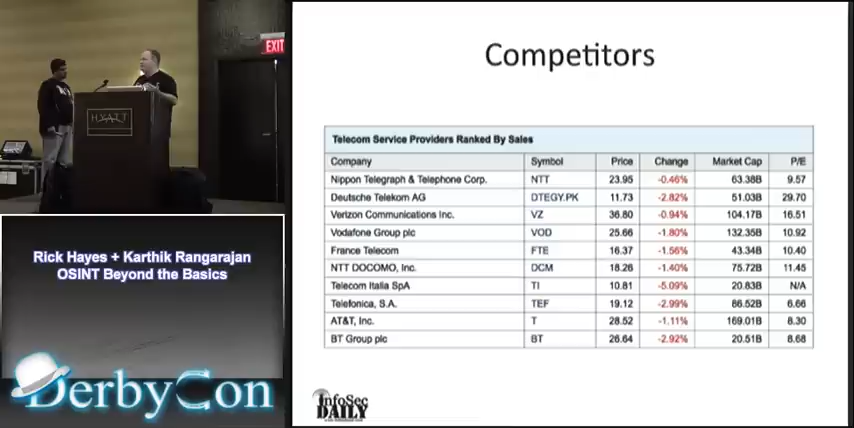 EXIT
HYATT
Rick Hayes + Karthik Rangarajan
OSINT Beyond the Basics
DerbyCon
Competitors
Telecom Service Providers Ranked By Sales
Company Symbol Price Change Market Cap P/E
Nippon Telegraph & Telephone Corp. NTT 23.95 -0.46% 63.38B 9.57
Deutsche Telekom AG DTEGY.PK 11.73 -2.82% 51.03B 29.70
Verizon Communications Inc. VZ 36.80 -0.94% 104.17B 16.51
Vodafone Group plc VOD 25.66 -1.80% 132.35B 10.92
France Telecom FTE 16.37 -1.56% 43.34B 10.40
NTT DOCOMO, Inc. DCM 18.26 -1.40% 75.72B 11.45
Telecom Italia SpA TI 10.81 -5.09% 20.83B N/A
Telefonica, S.A. TEF 19.12 -2.99% 86.52B 6.66
AT&T, Inc. T 28.52 -1.11% 169.01B 8.30
BT Group plc BT 26.64 -2.92% 20.51B 8.68
InfoSec
DAILY